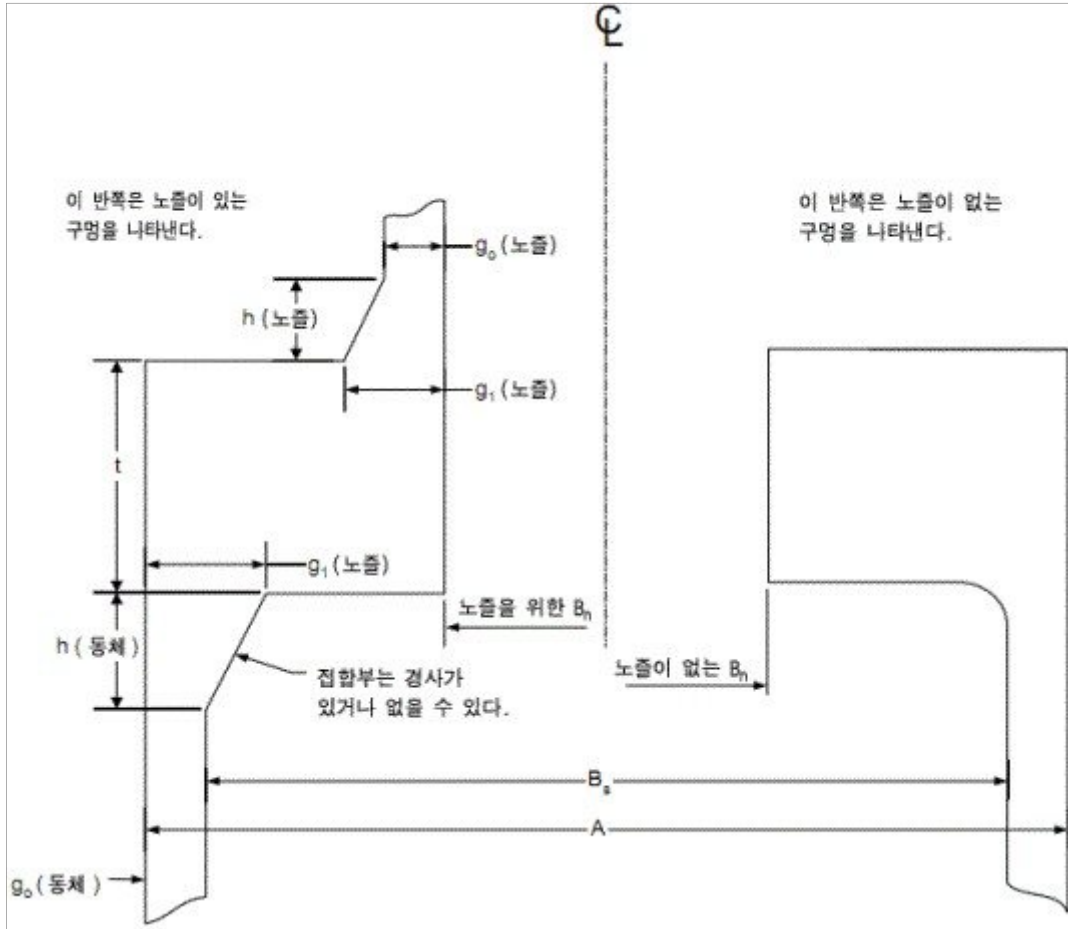 ℄
이 반쪽은 노즐이 있는
구멍을 나타낸다.
이 반쪽은 노즐이 없는
구멍을 나타낸다.
g₀ (노즐)
h (노즐)
g₁ (노즐)
t
g₁ (노즐)
노즐을 위한 Bₕ
h ( 동체 )
접합부는 경사가
있거나 없을 수 있다.
노즐이 없는 Bₕ
Bₛ
A
g₀ ( 동체 )